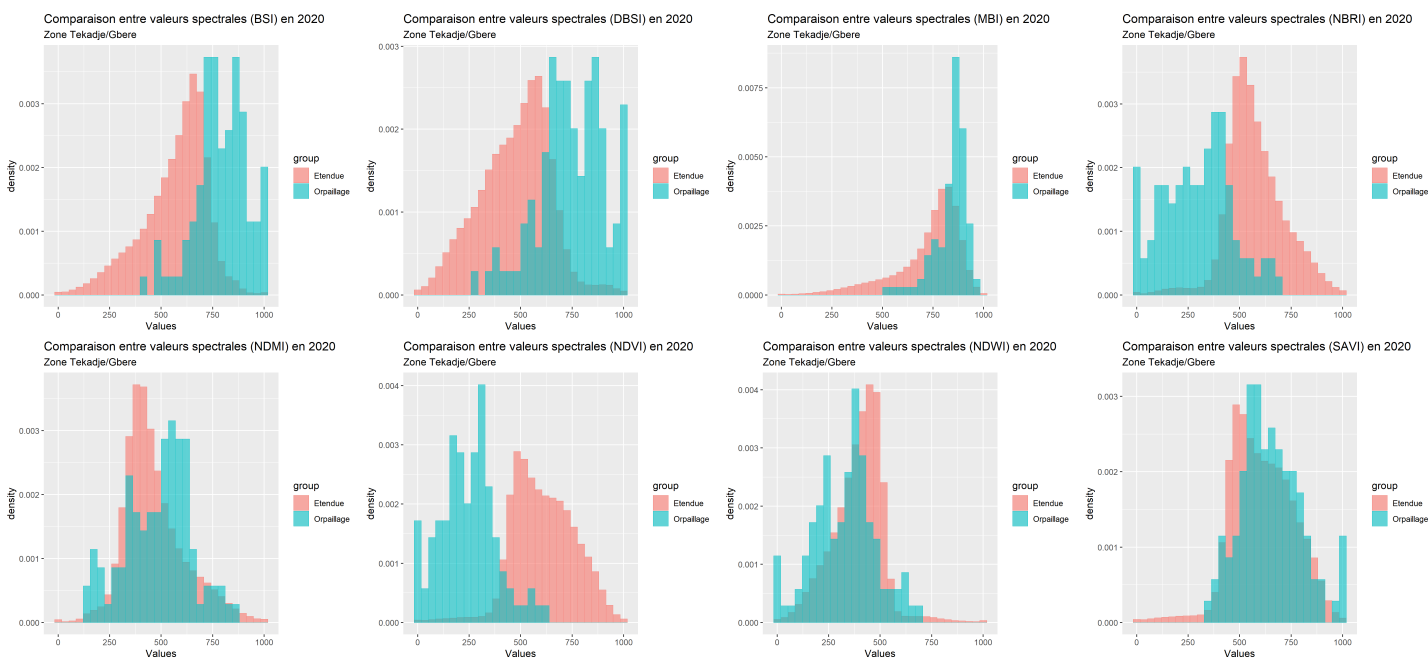 Comparaison entre valeurs spectrales (BSI) en 2020
Zone Tekadje/Gbere
0.003
0.002
0.001
0.000
density
0
250
500
750
1000
Values
group
Etendue
Orpaillage
Comparaison entre valeurs spectrales (DBSI) en 2020
Zone Tekadje/Gbere
0.003
0.002
0.001
0.000
density
0
250
500
750
1000
Values
group
Etendue
Orpaillage
Comparaison entre valeurs spectrales (MBI) en 2020
Zone Tekadje/Gbere
0.0075
0.0050
0.0025
0.0000
density
0
250
500
750
1000
Values
group
Etendue
Orpaillage
Comparaison entre valeurs spectrales (NBRI) en 2020
Zone Tekadje/Gbere
0.003
0.002
0.001
0.000
density
0
250
500
750
1000
Values
group
Etendue
Orpaillage
Comparaison entre valeurs spectrales (NDMI) en 2020
Zone Tekadje/Gbere
0.003
0.002
0.001
0.000
density
0
250
500
750
1000
Values
group
Etendue
Orpaillage
Comparaison entre valeurs spectrales (NDVI) en 2020
Zone Tekadje/Gbere
0.004
0.003
0.002
0.001
0.000
density
0
250
500
750
1000
Values
group
Etendue
Orpaillage
Comparaison entre valeurs spectrales (NDWI) en 2020
Zone Tekadje/Gbere
0.004
0.003
0.002
0.001
0.000
density
0
250
500
750
1000
Values
group
Etendue
Orpaillage
Comparaison entre valeurs spectrales (SAVI) en 2020
Zone Tekadje/Gbere
0.003
0.002
0.001
0.000
density
0
250
500
750
1000
Values
group
Etendue
Orpaillage